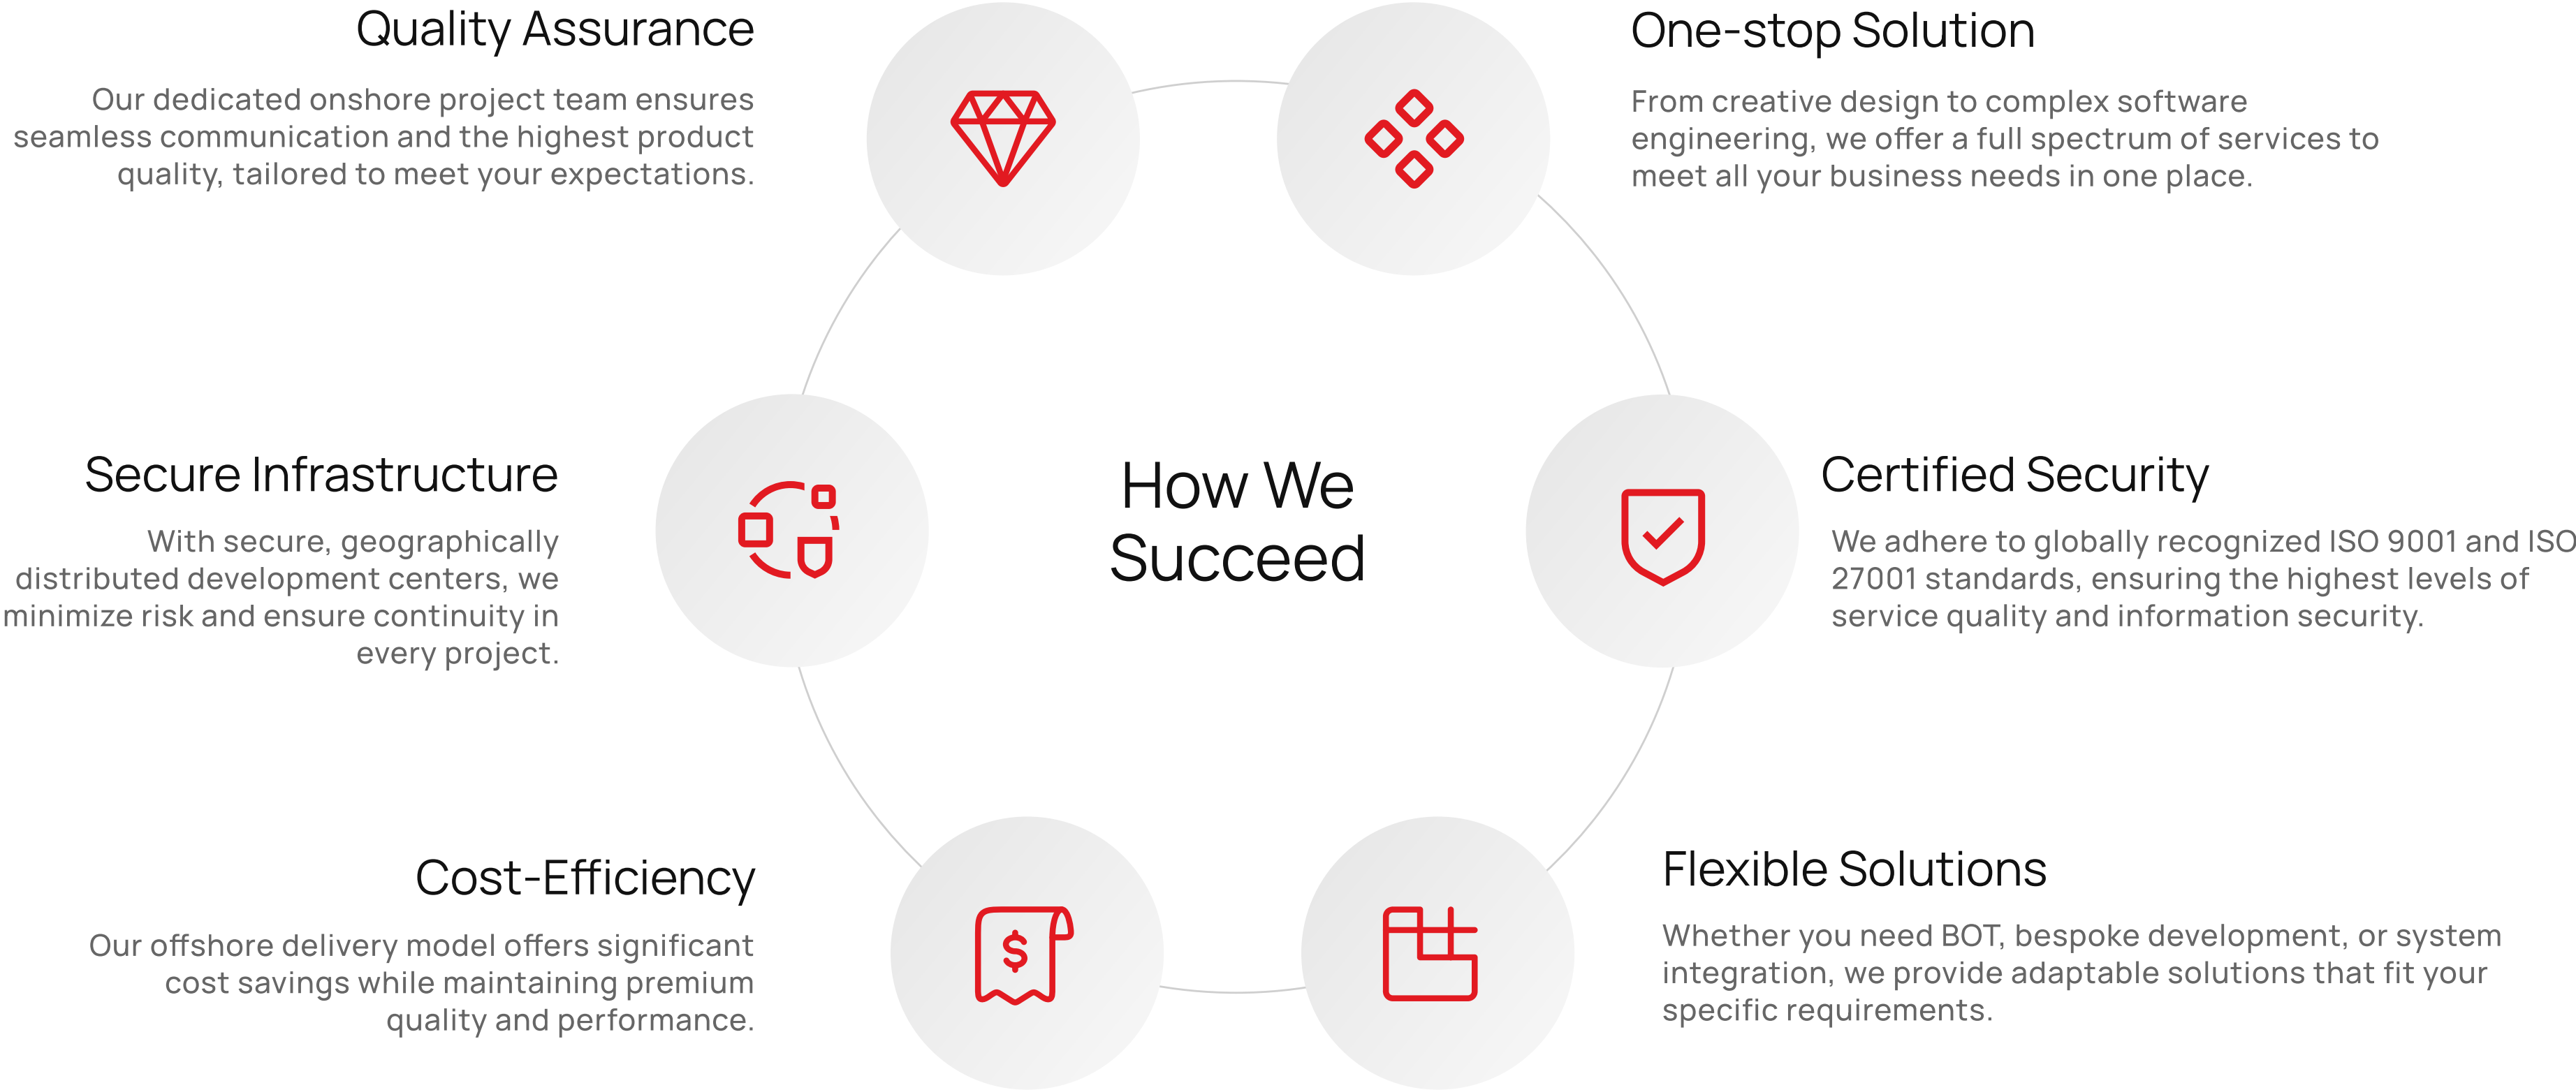 Quality Assurance
Our dedicated onshore project team ensures
seamless communication and the highest product
quality, tailored to meet your expectations.
One-stop Solution
From creative design to complex software
engineering, we offer a full spectrum of services to
meet all your business needs in one place.
Secure Infrastructure
With secure, geographically
distributed development centers, we
minimize risk and ensure continuity in
every project.
How We
Succeed
Certified Security
We adhere to globally recognized ISO 9001 and ISO
27001 standards, ensuring the highest levels of
service quality and information security.
Cost-Efficiency
Our offshore delivery model offers significant
cost savings while maintaining premium
quality and performance.
$
Flexible Solutions
Whether you need BOT, bespoke development, or system
integration, we provide adaptable solutions that fit your
specific requirements.